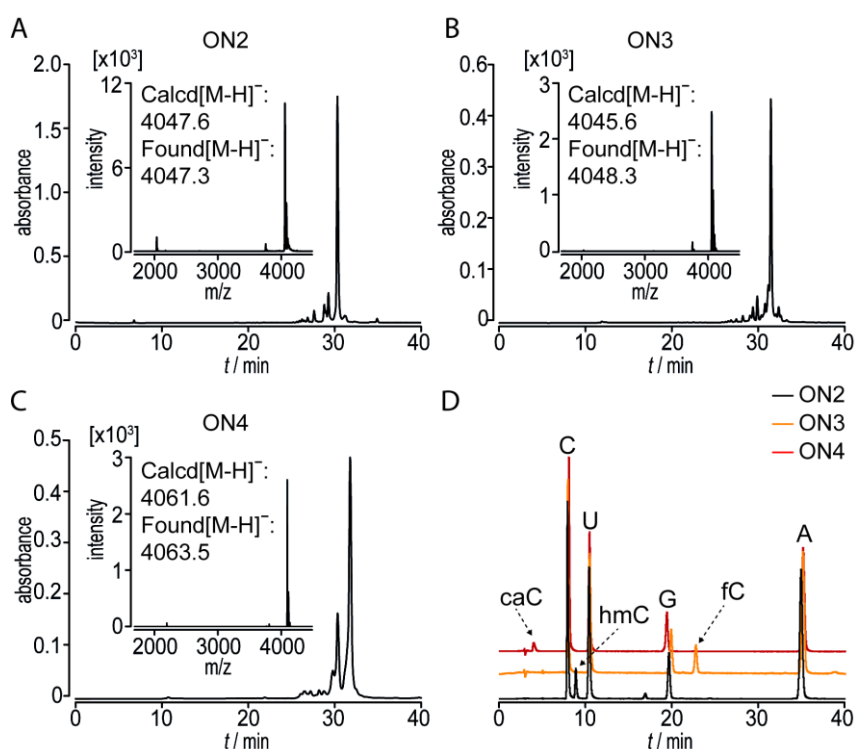 A
ON2
[x10³]
2.0
1.5
1.0
0.5
0
absorbance
12
6
0
intensity
Calcd[M-H]⁻:
4047.6
Found[M-H]⁻:
4047.3
2000 3000 4000
m/z
0 10 20 30 40
t / min
B
ON3
[x10³]
0.6
0.5
0.4
0.3
0.2
0.1
0
absorbance
3
2
1
0
intensity
Calcd[M-H]⁻:
4045.6
Found[M-H]⁻:
4048.3
2000 3000 4000
m/z
0 10 20 30 40
t / min
C
ON4
[x10³]
0.5
0.4
0.3
0.2
0.1
0
absorbance
3
2
1
0
intensity
Calcd[M-H]⁻:
4061.6
Found[M-H]⁻:
4063.5
2000 3000 4000
m/z
0 10 20 30 40
t / min
D
ON2
ON3
ON4
C
U
A
G
fC
hmC
caC
0 10 20 30 40
t / min